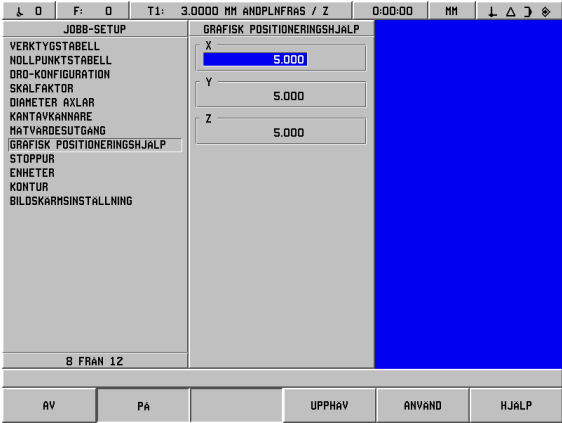 0 F: 0 T1: 3.0000 MM ANDPLNFRAS / Z 0:00:00 MM
JOBB-SETUP
VERKTYGSTABELL
NOLLPUNKTSTABELL
DRO-KONFIGURATION
SKALFAKTOR
DIAMETER AXLAR
KANTAVKANNARE
MATVARDESUTGANG
GRAFISK POSITIONERINGSHJALP
STOPPUR
ENHETER
KONTUR
BILDSKARMSINSTALLNING
8 FRAN 12
GRAFISK POSITIONERINGSHJALP
X
5.000
Y
5.000
Z
5.000
AV PA UPPHAV ANVAND HJALP